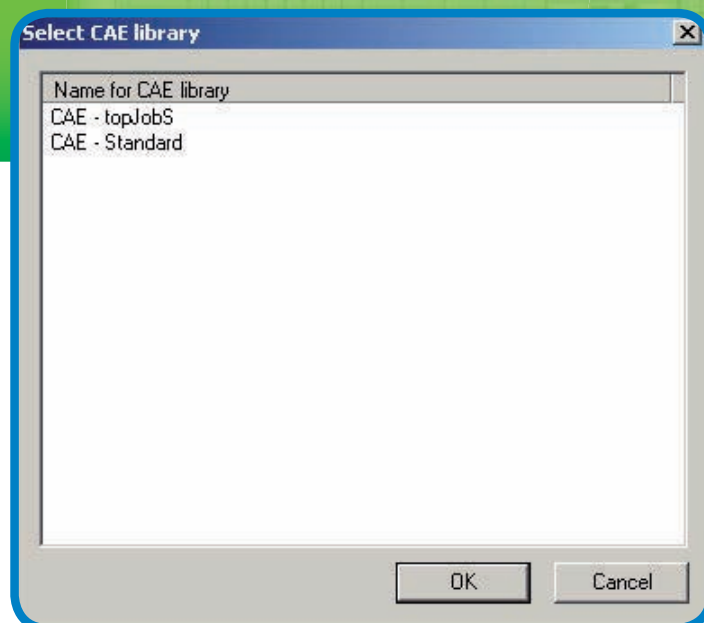 Select CAE library
Name for CAE library
CAE - topJobS
CAE - Standard
OK
Cancel